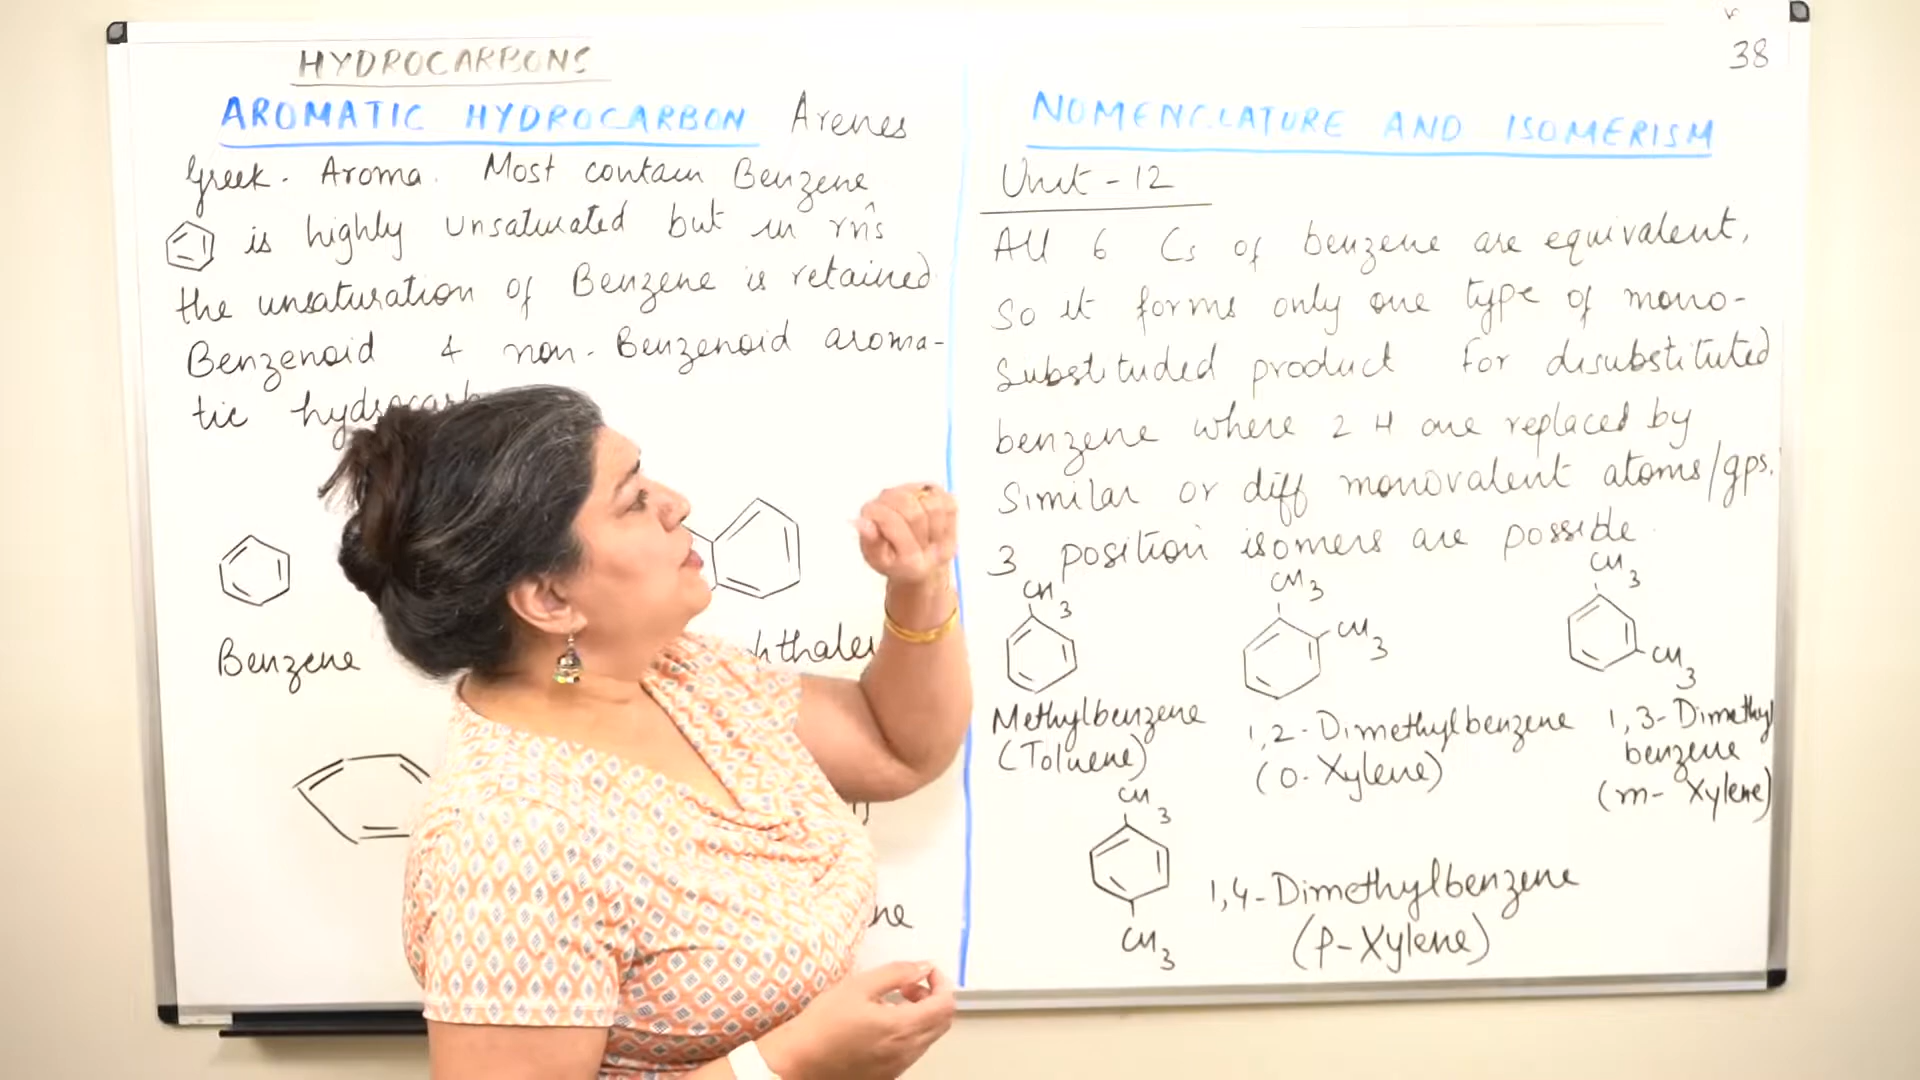 HYDROCARBONS
AROMATIC HYDROCARBON Arenes
Greek - Aroma. Most contain Benzene
is highly unsaturated but in rxns
the unsaturation of Benzene is retained
Benzenoid & non-Benzenoid aroma-
tic hydrocarb
Benzene
hthalen
ne
38
NOMENCLATURE AND ISOMERISM
Unit - 12
All 6 Cs of benzene are equivalent,
So it forms only one type of mono-
Substituded product For disubstituted
benzene where 2 H are replaced by
Similar or diff monovalent atoms/gps.
3 position isomers are possible
CH3 CH3 CH3
CH3 CH3
Methylbenzene 1,2-Dimethylbenzene 1,3-Dimethyl
benzene
(Toluene) (o-Xylene) (m-Xylene)
CH3
1,4-Dimethylbenzene
(p-Xylene)
CH3